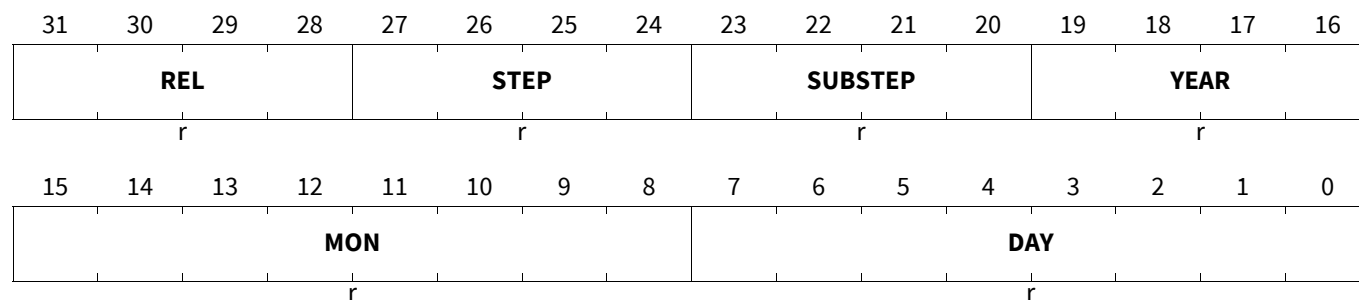 31 30 29 28 27 26 25 24 23 22 21 20 19 18 17 16
REL STEP SUBSTEP YEAR
r r r r
15 14 13 12 11 10 9 8 7 6 5 4 3 2 1 0
MON DAY
r r